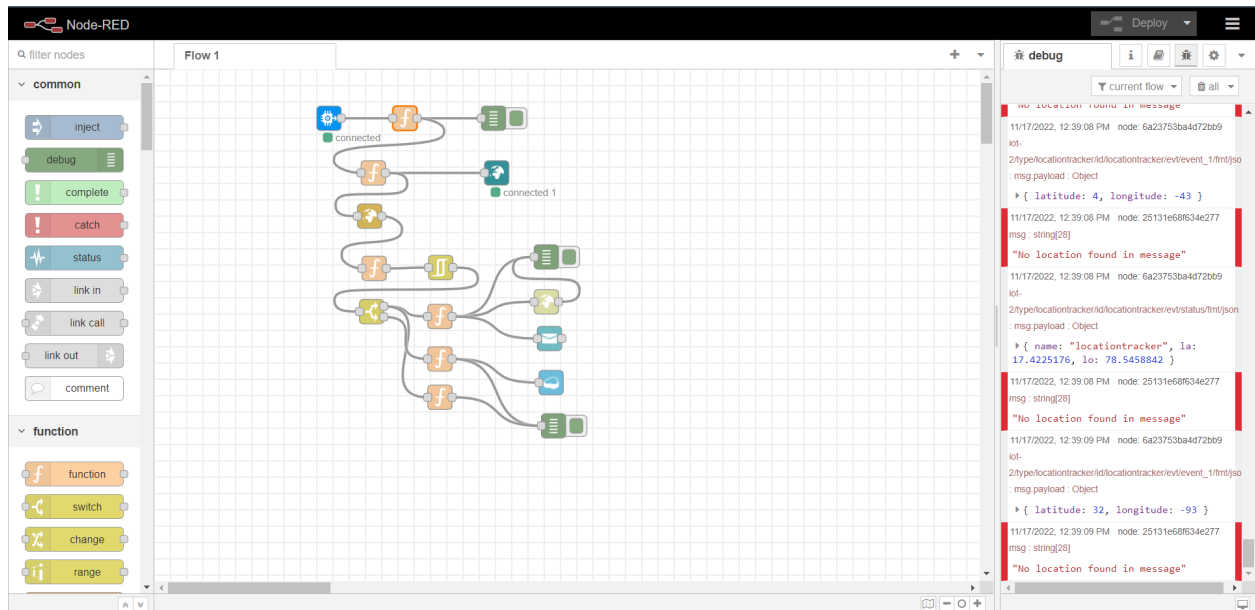 Node-RED
Deploy
filter nodes
Flow 1
debug
i
current flow
all
common
inject
debug
complete
catch
status
link in
link call
link out
comment
function
function
switch
change
range
connected
connected 1
No location found in message"
11/17/2022, 12:39:08 PM node: 6a23753ba4d72bb9
iot-
2/type/locationtracker/id/locationtracker/evt/event_1/fmt/jso
: msg.payload : Object
{ latitude: 4, longitude: -43 }
11/17/2022, 12:39:08 PM node: 25131e68f634e277
msg : string[28]
"No location found in message"
11/17/2022, 12:39:08 PM node: 6a23753ba4d72bb9
iot-
2/type/locationtracker/id/locationtracker/evt/status/fmt/json
: msg.payload : Object
{ name: "locationtracker", la:
17.4225176, lo: 78.5458842 }
11/17/2022, 12:39:08 PM node: 25131e68f634e277
msg : string[28]
"No location found in message"
11/17/2022, 12:39:09 PM node: 6a23753ba4d72bb9
iot-
2/type/locationtracker/id/locationtracker/evt/event_1/fmt/jso
: msg.payload : Object
{ latitude: 32, longitude: -93 }
11/17/2022, 12:39:09 PM node: 25131e68f634e277
msg : string[28]
"No location found in message"